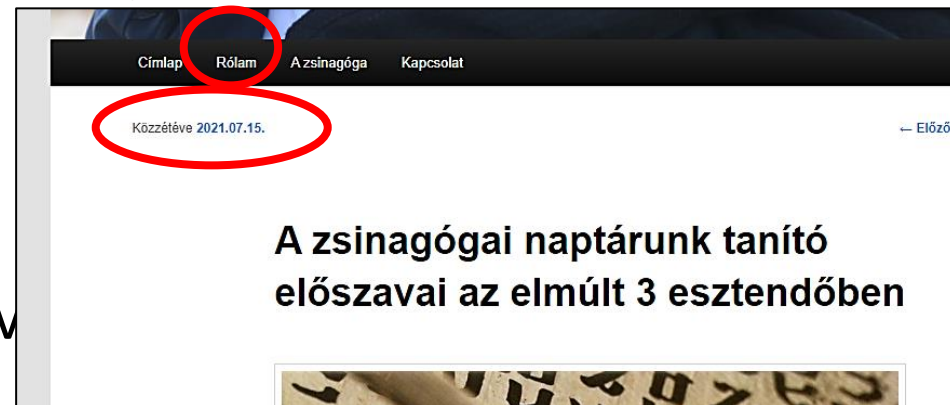 Címlap Rólam A zsinagóga Kapcsolat
Közzétéve 2021.07.15. ← Előző
A zsinagógai naptárunk tanító
előszavai az elmúlt 3 esztendőben